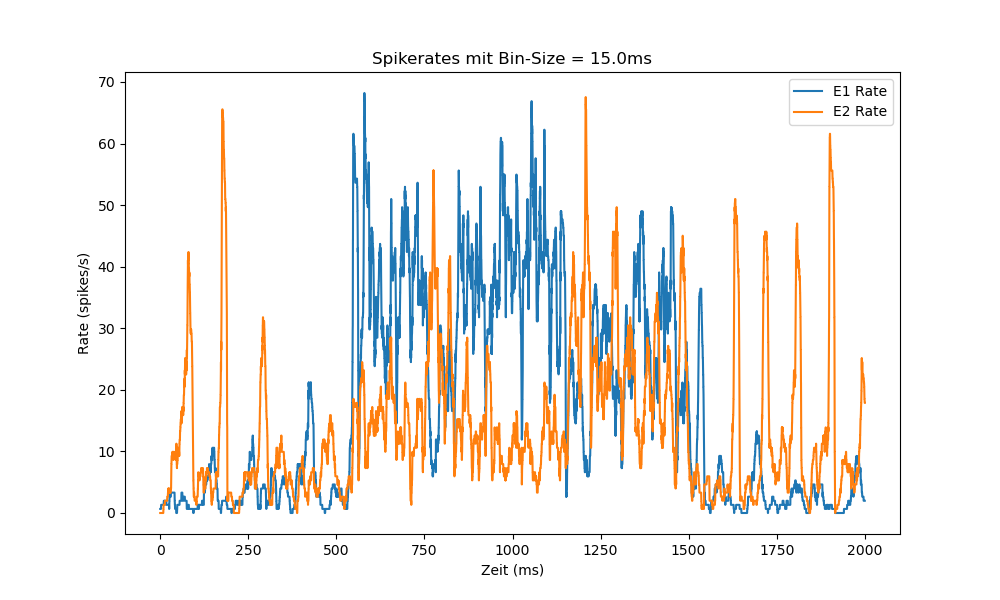 Spikerates mit Bin-Size = 15.0ms
E1 Rate
E2 Rate
70
60
50
40
30
20
10
0
Rate (spikes/s)
0 250 500 750 1000 1250 1500 1750 2000
Zeit (ms)